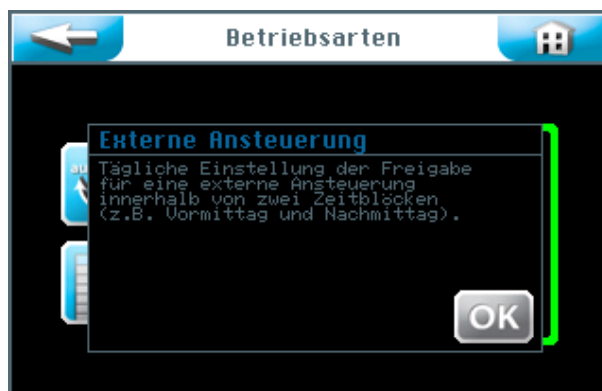 Betriebsarten
Externe Ansteuerung
Tägliche Einstellung der Freigabe
für eine externe Ansteuerung
innerhalb von zwei Zeitblöcken
(z.B. Vormittag und Nachmittag).
OK